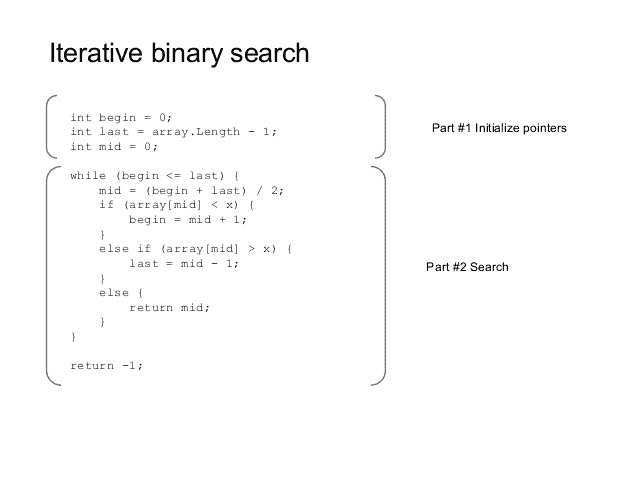 Iterative binary search
int begin = 0;
int last = array.Length - 1;
int mid = 0;
Part #1 Initialize pointers
while (begin <= last) {
    mid = (begin + last) / 2;
    if (array[mid] < x) {
        begin = mid + 1;
    }
    else if (array[mid] > x) {
        last = mid - 1;
    }
    else {
        return mid;
    }
}
return -1;
Part #2 Search